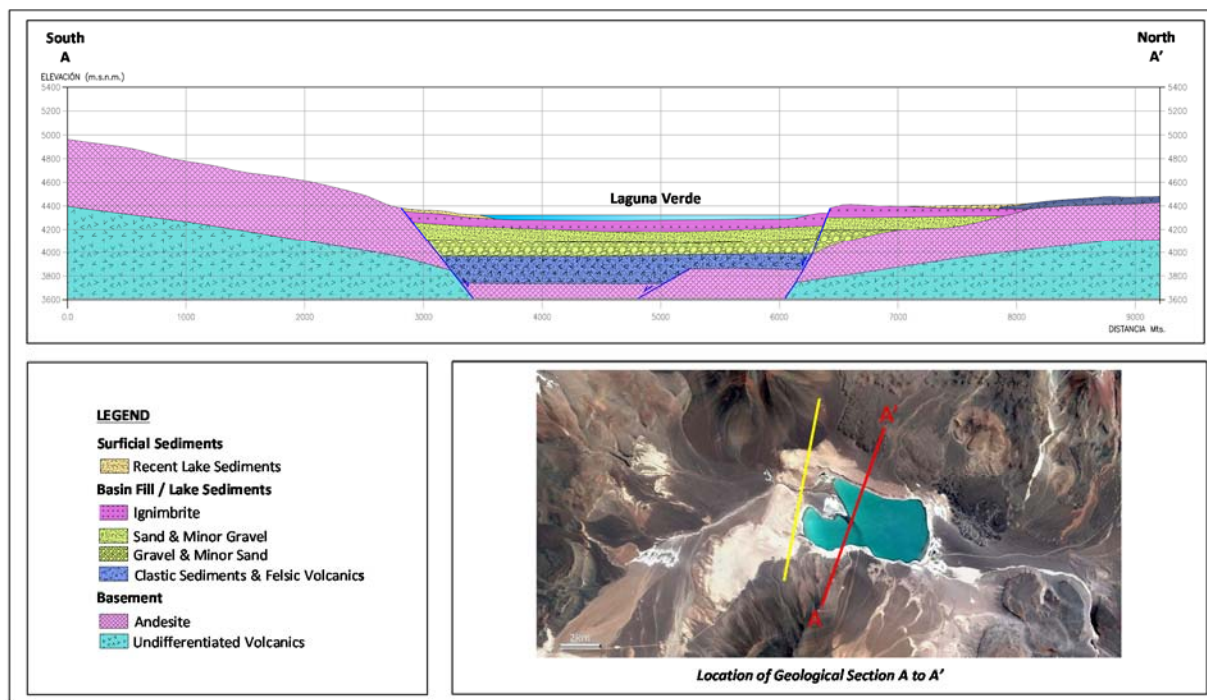 South
A
North
A'
ELEVACIÓN (m.s.n.m.)
5400
5200
5000
4800
4600
4400
4200
4000
3800
3600
5400
5200
5000
4800
4600
4400
4200
4000
3800
3600
Laguna Verde
0.0 1000 2000 3000 4000 5000 6000 7000 8000 9000
DISTANCIA Mts.
LEGEND
Surficial Sediments
Recent Lake Sediments
Basin Fill / Lake Sediments
Ignimbrite
Sand & Minor Gravel
Gravel & Minor Sand
Clastic Sediments & Felsic Volcanics
Basement
Andesite
Undifferentiated Volcanics
A'
A
2 km
Location of Geological Section A to A'